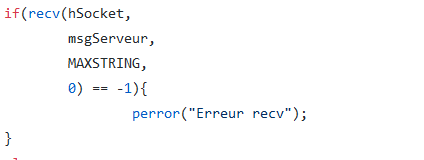 if(recv(hSocket,
msgServeur,
MAXSTRING,
0) == -1){
perror("Erreur recv");
}